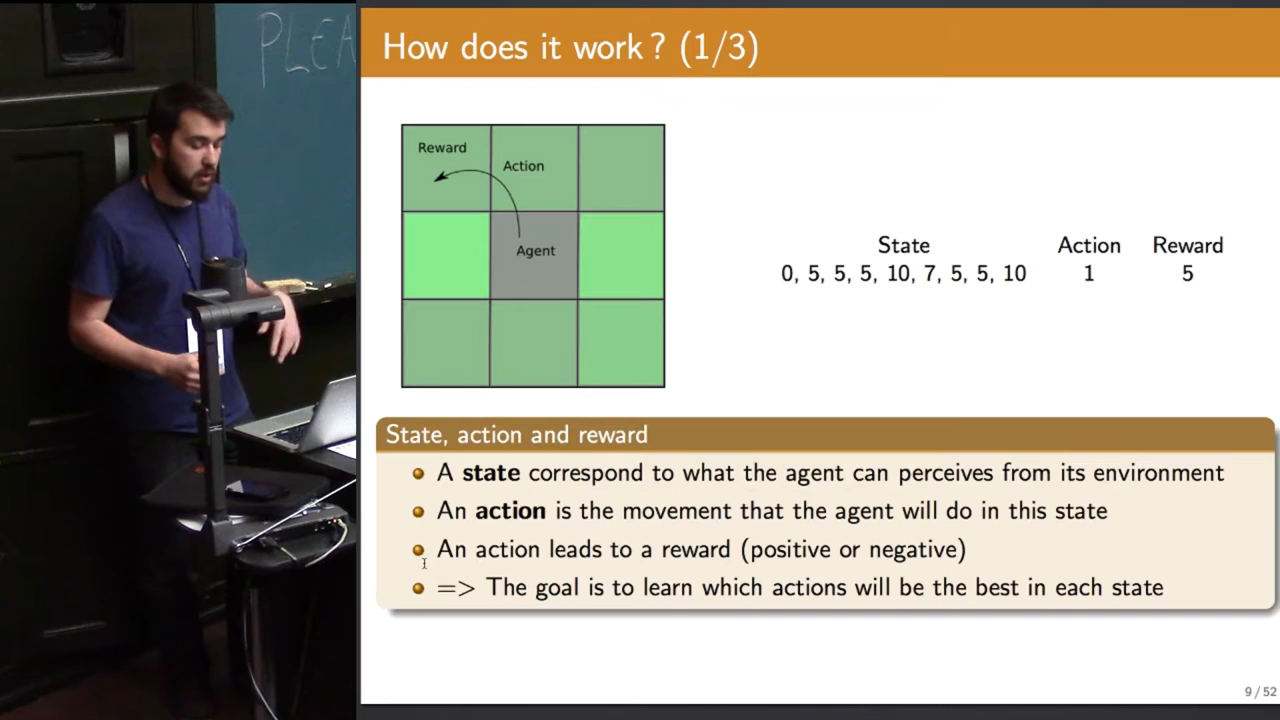 PLEA
How does it work ? (1/3)
Reward
Action
Agent
State Action Reward
0, 5, 5, 5, 10, 7, 5, 5, 10 1 5
State, action and reward
A state correspond to what the agent can perceives from its environment
An action is the movement that the agent will do in this state
An action leads to a reward (positive or negative)
=> The goal is to learn which actions will be the best in each state
9 / 52